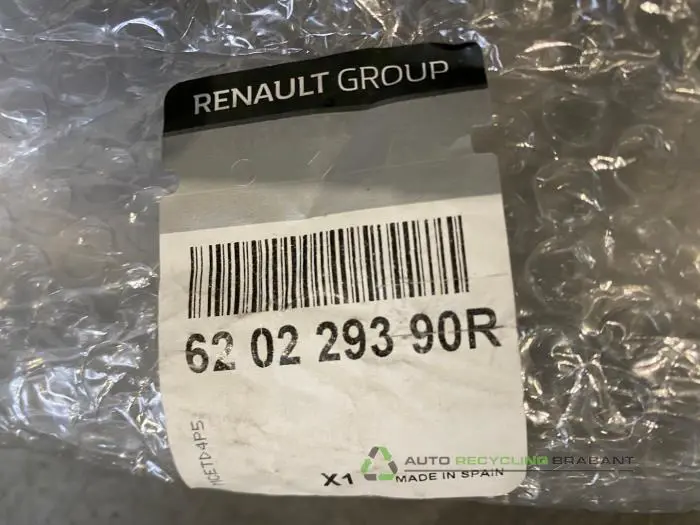 RENAULT GROUP
62 02 293 90R
X1
AUTO RECYCLING BRABANT
MADE IN SPAIN